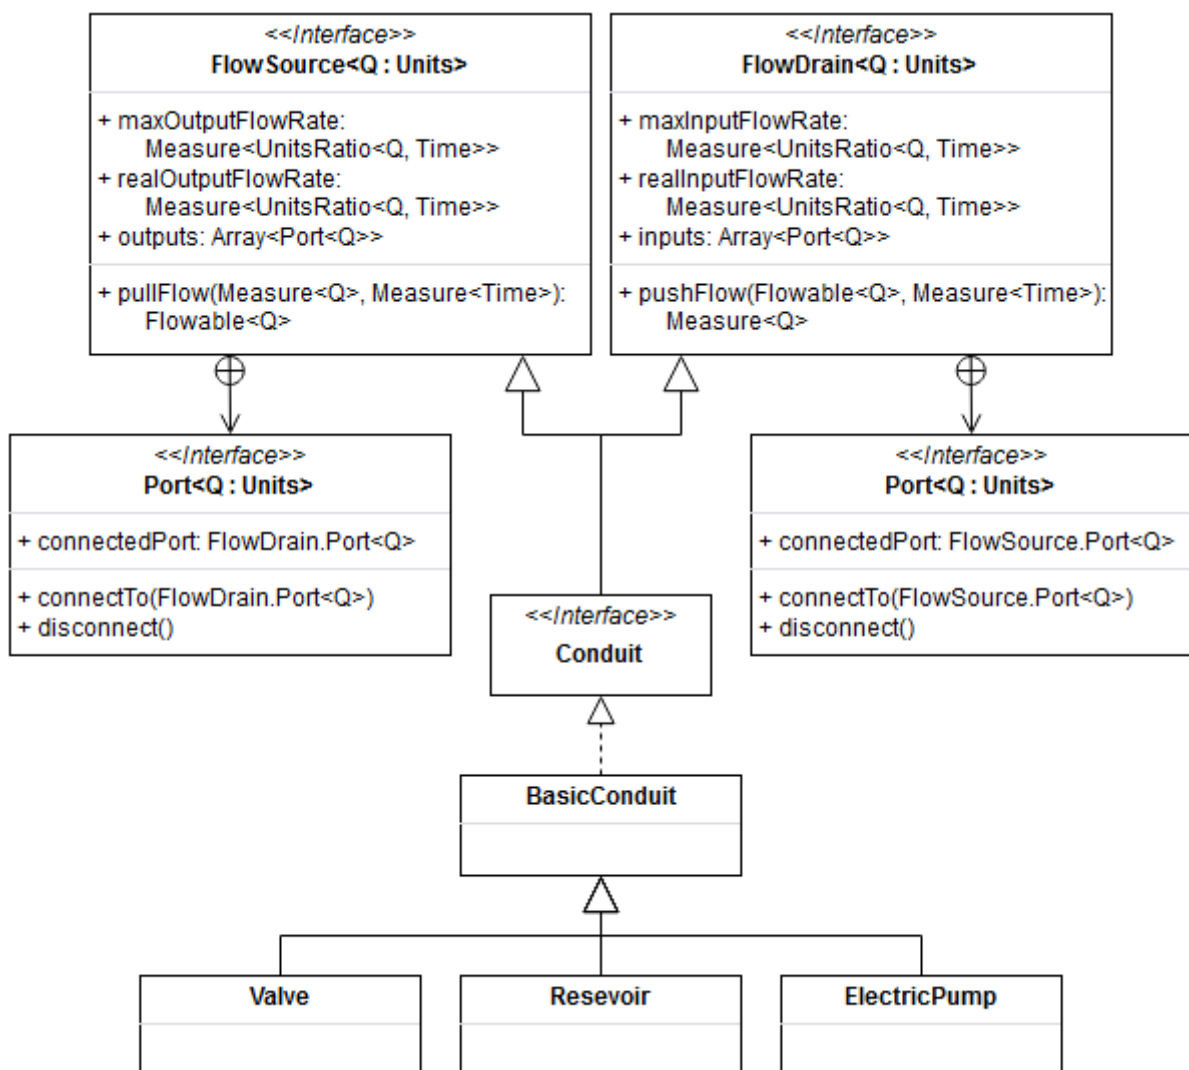 <<Interface>>
FlowSource<Q : Units>
+ maxOutputFlowRate:
Measure<UnitsRatio<Q, Time>>
+ realOutputFlowRate:
Measure<UnitsRatio<Q, Time>>
+ outputs: Array<Port<Q>>
+ pullFlow(Measure<Q>, Measure<Time>):
Flowable<Q>
<<Interface>>
FlowDrain<Q : Units>
+ maxInputFlowRate:
Measure<UnitsRatio<Q, Time>>
+ realInputFlowRate:
Measure<UnitsRatio<Q, Time>>
+ inputs: Array<Port<Q>>
+ pushFlow(Flowable<Q>, Measure<Time>):
Measure<Q>
<<Interface>>
Port<Q : Units>
+ connectedPort: FlowDrain.Port<Q>
+ connectTo(FlowDrain.Port<Q>)
+ disconnect()
<<Interface>>
Port<Q : Units>
+ connectedPort: FlowSource.Port<Q>
+ connectTo(FlowSource.Port<Q>)
+ disconnect()
<<Interface>>
Conduit
BasicConduit
Valve
Resevoir
ElectricPump